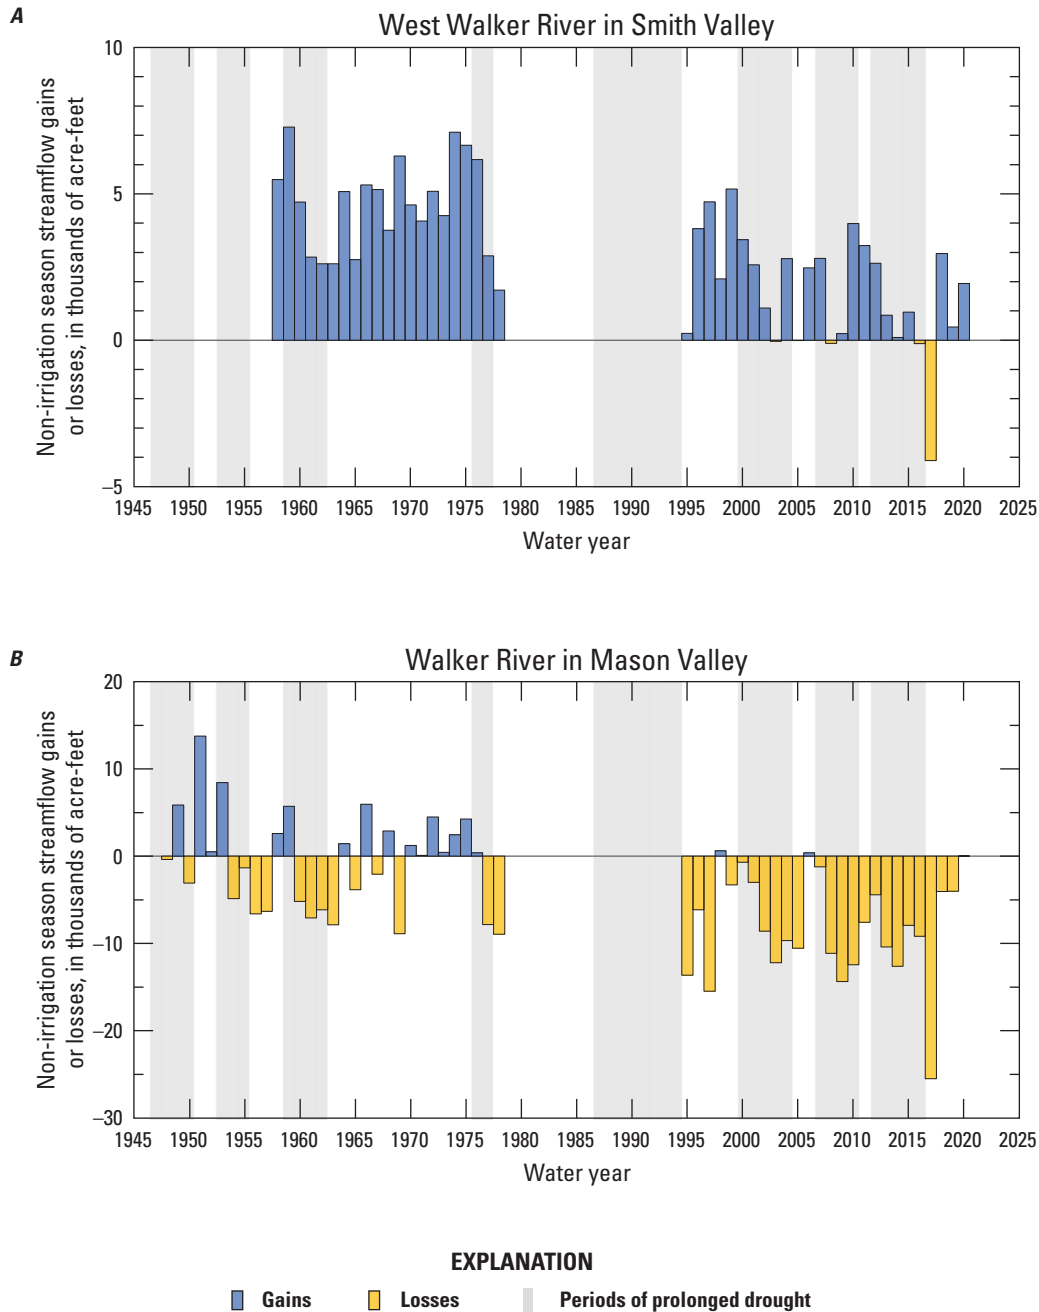 A
West Walker River in Smith Valley
Non-irrigation season streamflow gains
or losses, in thousands of acre-feet
10
5
0
–5
1945 1950 1955 1960 1965 1970 1975 1980 1985 1990 1995 2000 2005 2010 2015 2020 2025
Water year
B
Walker River in Mason Valley
Non-irrigation season streamflow gains
or losses, in thousands of acre-feet
20
10
0
–10
–20
–30
1945 1950 1955 1960 1965 1970 1975 1980 1985 1990 1995 2000 2005 2010 2015 2020 2025
Water year
EXPLANATION
Gains Losses Periods of prolonged drought